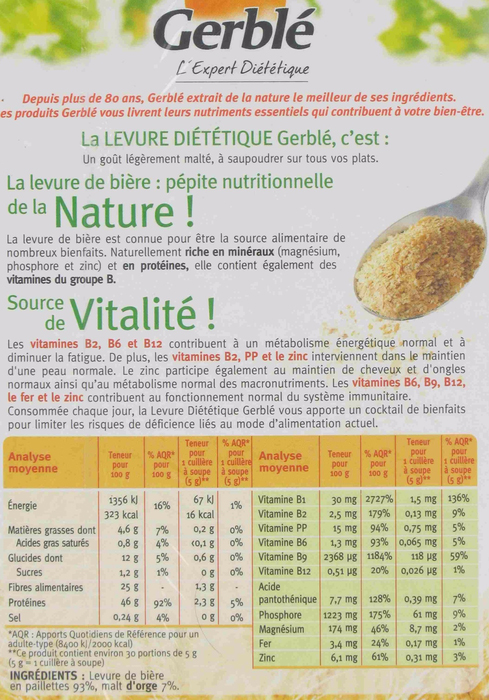 Gerblé
L'Expert Diététique
Depuis plus de 80 ans, Gerblé extrait de la nature le meilleur de ses ingrédients.
es produits Gerblé vous livrent leurs nutriments essentiels qui contribuent à votre bien-être.
La LEVURE DIÉTÉTIQUE Gerblé, c'est :
Un goût légèrement malté, à saupoudrer sur tous vos plats.
La levure de bière : pépite nutritionnelle
de la Nature !
La levure de bière est connue pour être la source alimentaire de
nombreux bienfaits. Naturellement riche en minéraux (magnésium,
phosphore et zinc) et en protéines, elle contient également des
vitamines du groupe B.
Source de Vitalité !
Les vitamines B2, B6 et B12 contribuent à un métabolisme énergétique normal et à
diminuer la fatigue. De plus, les vitamines B2, PP et le zinc interviennent dans le maintien
d'une peau normale. Le zinc participe également au maintien de cheveux et d'ongles
normaux ainsi qu'au métabolisme normal des macronutriments. Les vitamines B6, B9, B12,
le fer et le zinc contribuent au fonctionnement normal du système immunitaire.
Consommée chaque jour, la Levure Diététique Gerblé vous apporte un cocktail de bienfaits
pour limiter les risques de déficience liés au mode d'alimentation actuel.
Analyse moyenne | Teneur pour 100 g | % AQR* pour 100 g | Teneur pour 1 cuillère à soupe (5 g)** | % AQR* pour 1 cuillère à soupe (5 g)**
Énergie 1356 kJ 323 kcal 16% 67 kJ 16 kcal 1%
Matières grasses dont 4,6 g 7% 0,2 g 0%
Acides gras saturés 0,8 g 4% <0,1 g 0%
Glucides dont 12 g 5% 0,6 g 0%
Sucres 1,2 g 1% 0 g 0%
Fibres alimentaires 25 g - 1,3 g -
Protéines 46 g 92% 2,3 g 5%
Sel 0,24 g 4% 0 g 0%
Analyse moyenne | Teneur pour 100 g | % AQR* pour 100 g | Teneur pour 1 cuillère à soupe (5 g)** | % AQR* pour 1 cuillère à soupe (5 g)**
Vitamine B1 30 mg 2727% 1,5 mg 136%
Vitamine B2 2,5 mg 179% 0,13 mg 9%
Vitamine PP 15 mg 94% 0,75 mg 5%
Vitamine B6 1,3 mg 93% 0,065 mg 5%
Vitamine B9 2368 µg 1184% 118 µg 59%
Vitamine B12 0,51 µg 20% 0,026 µg 1%
Acide
pantothénique 7,7 mg 128% 0,39 mg 7%
Phosphore 1223 mg 175% 61 mg 9%
Magnésium 174 mg 46% 8,7 mg 2%
Fer 3,4 mg 24% 0,17 mg 1%
Zinc 6,1 mg 61% 0,31 mg 3%
*AQR : Apports Quotidiens de Référence pour un
adulte-type (8400 kJ/2000 kcal)
**Ce produit contient environ 30 portions de 5 g
(5 g = 1 cuillère à soupe)
INGRÉDIENTS : Levure de bière
en paillettes 93%, malt d'orge 7%.